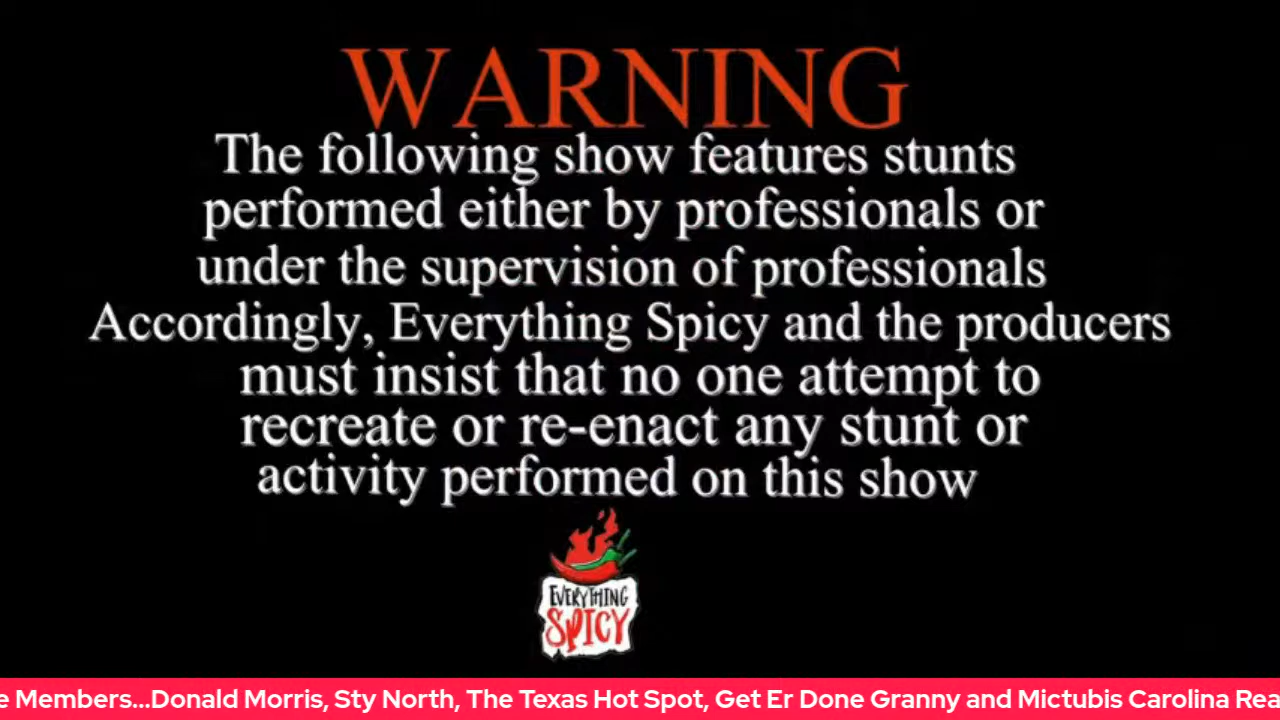 WARNING
The following show features stunts
performed either by professionals or
under the supervision of professionals
Accordingly, Everything Spicy and the producers
must insist that no one attempt to
recreate or re-enact any stunt or
activity performed on this show
EVERYTHING
SPICY
e Members...Donald Morris, Sty North, The Texas Hot Spot, Get Er Done Granny and Mictubis Carolina Rea